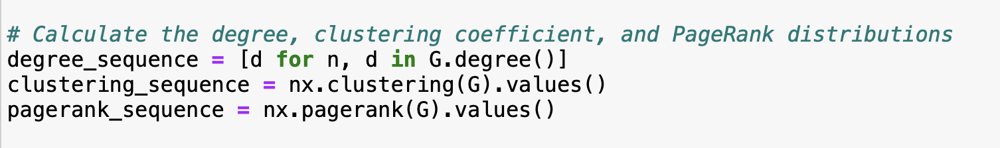 # Calculate the degree, clustering coefficient, and PageRank distributions
degree_sequence = [d for n, d in G.degree()]
clustering_sequence = nx.clustering(G).values()
pagerank_sequence = nx.pagerank(G).values()